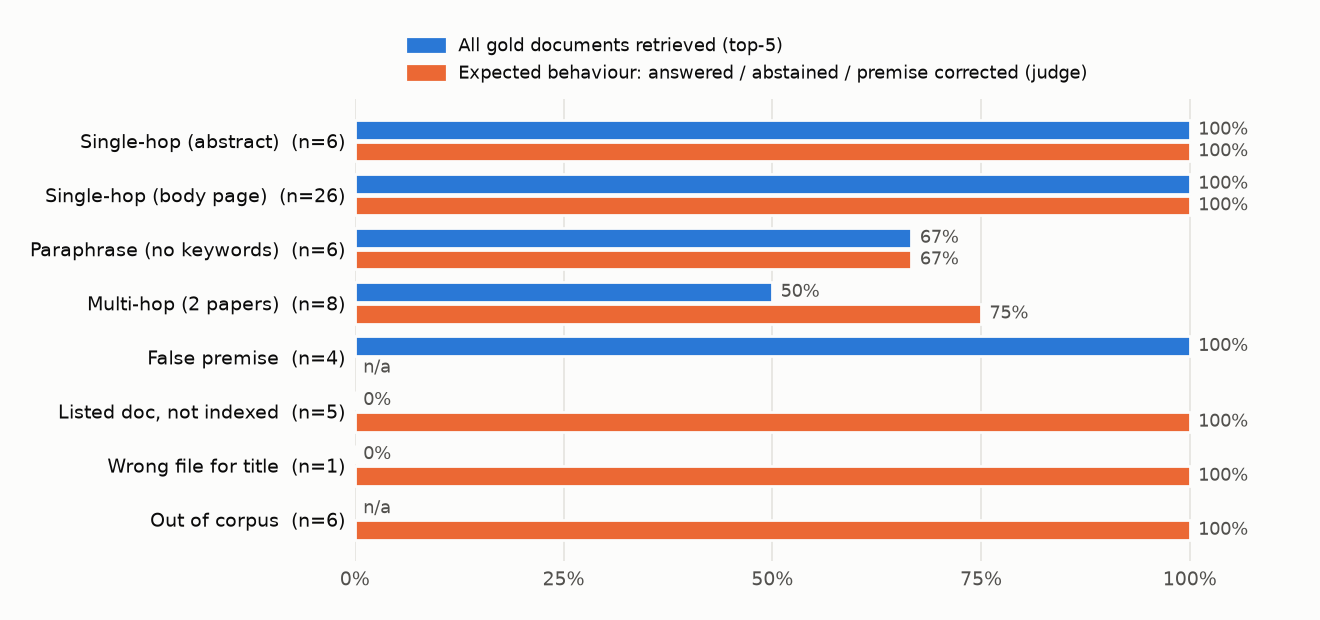 All gold documents retrieved (top-5)
Expected behaviour: answered / abstained / premise corrected (judge)
Single-hop (abstract) (n=6)
100%
100%
Single-hop (body page) (n=26)
100%
100%
Paraphrase (no keywords) (n=6)
67%
67%
Multi-hop (2 papers) (n=8)
50%
75%
False premise (n=4)
100%
n/a
Listed doc, not indexed (n=5)
0%
100%
Wrong file for title (n=1)
0%
100%
Out of corpus (n=6)
n/a
100%
0% 25% 50% 75% 100%